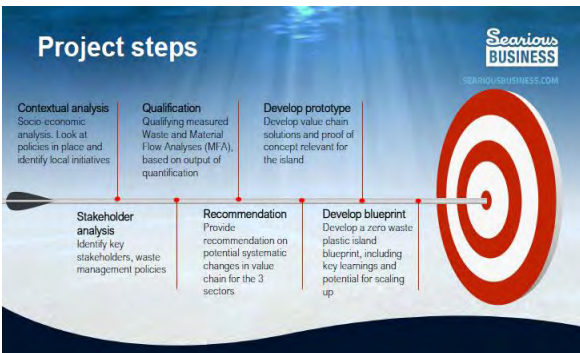 Project steps
Searious
BUSINESS
SEARIOUSBUSINESS.COM
Contextual analysis
Socio-economic
analysis. Look at
policies in place and
identify local initiatives
Qualification
Qualifying measured
Waste and Material
Flow Analyses (MFA),
based on output of
quantification
Develop prototype
Develop value chain
solutions and proof of
concept relevant for
the island
Stakeholder
analysis
Identify key
stakeholders, waste
management policies
Recommendation
Provide
recommendation on
potential systematic
changes in value
chain for the 3
sectors
Develop blueprint
Develop a zero waste
plastic island
blueprint, including
key learnings and
potential for scaling
up